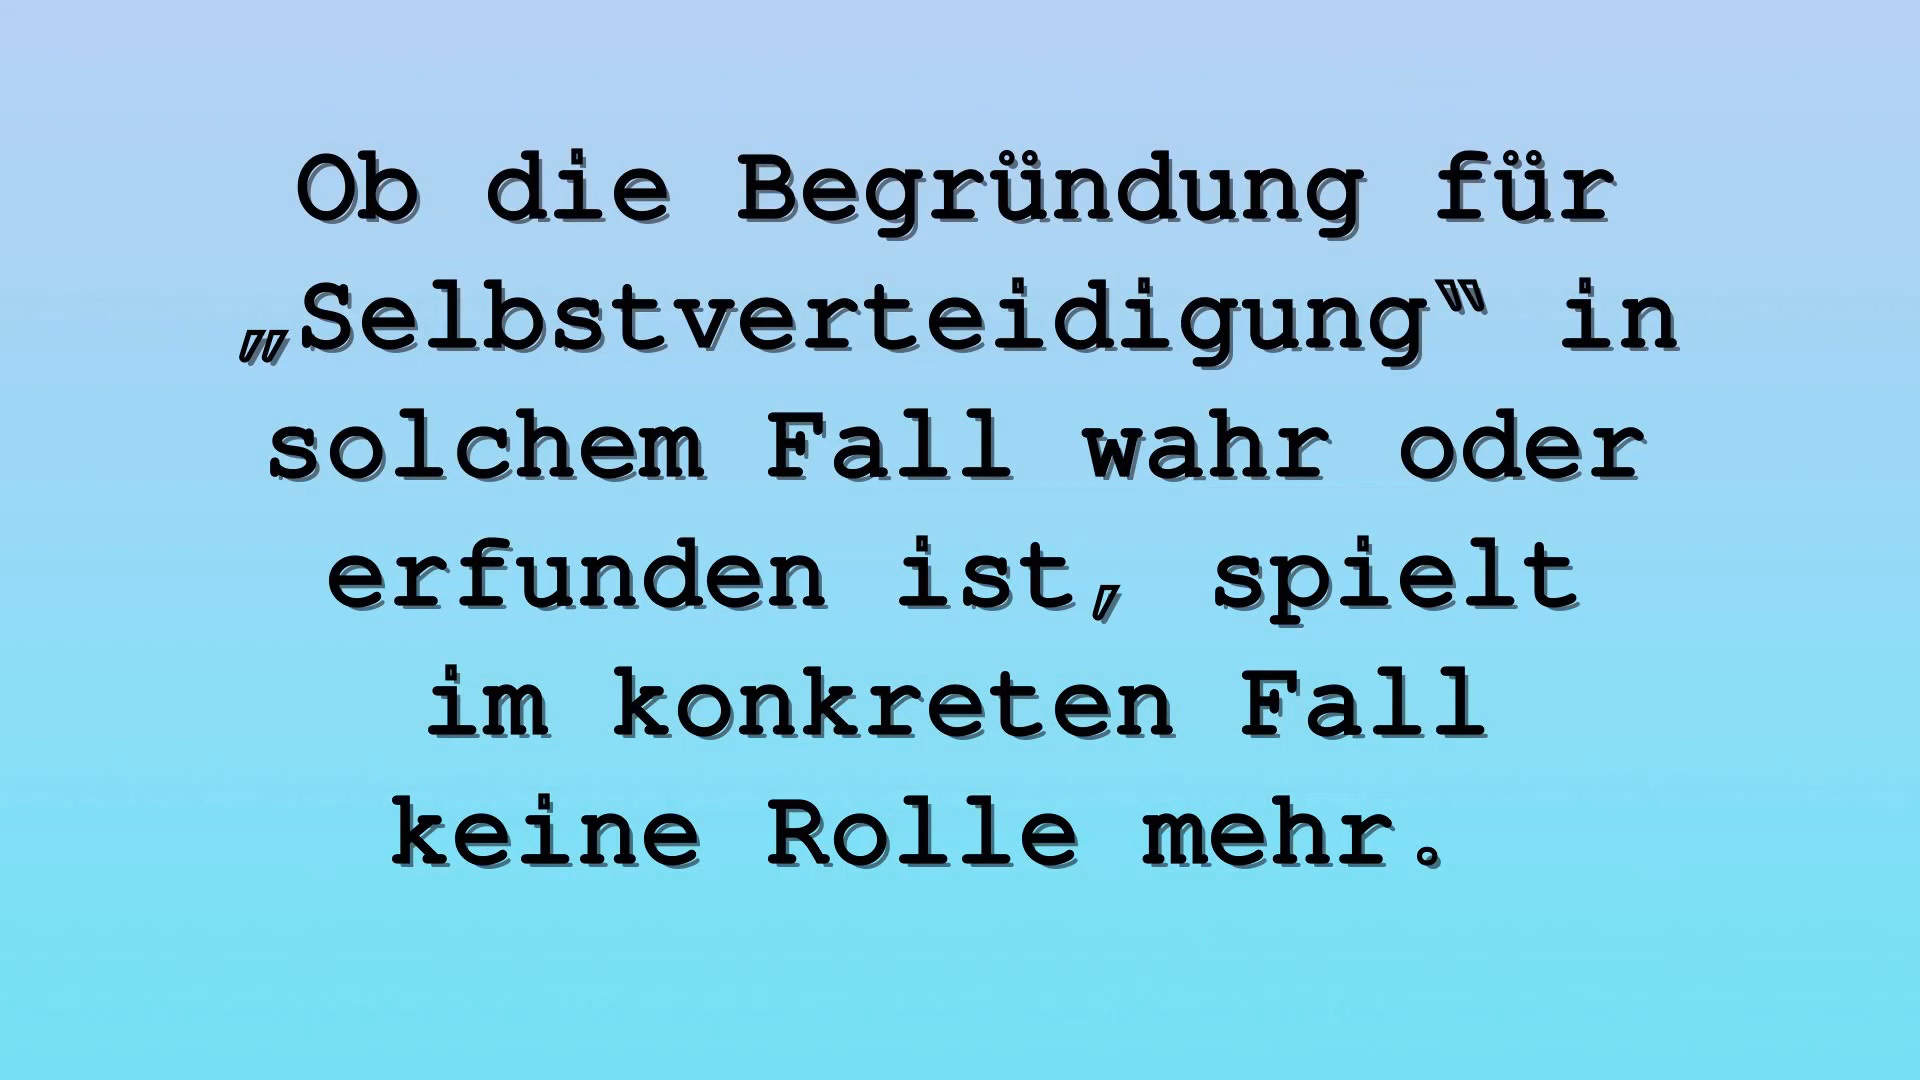 Ob die Begründung für
„Selbstverteidigung‟ in
solchem Fall wahr oder
erfunden ist, spielt
im konkreten Fall
keine Rolle mehr.